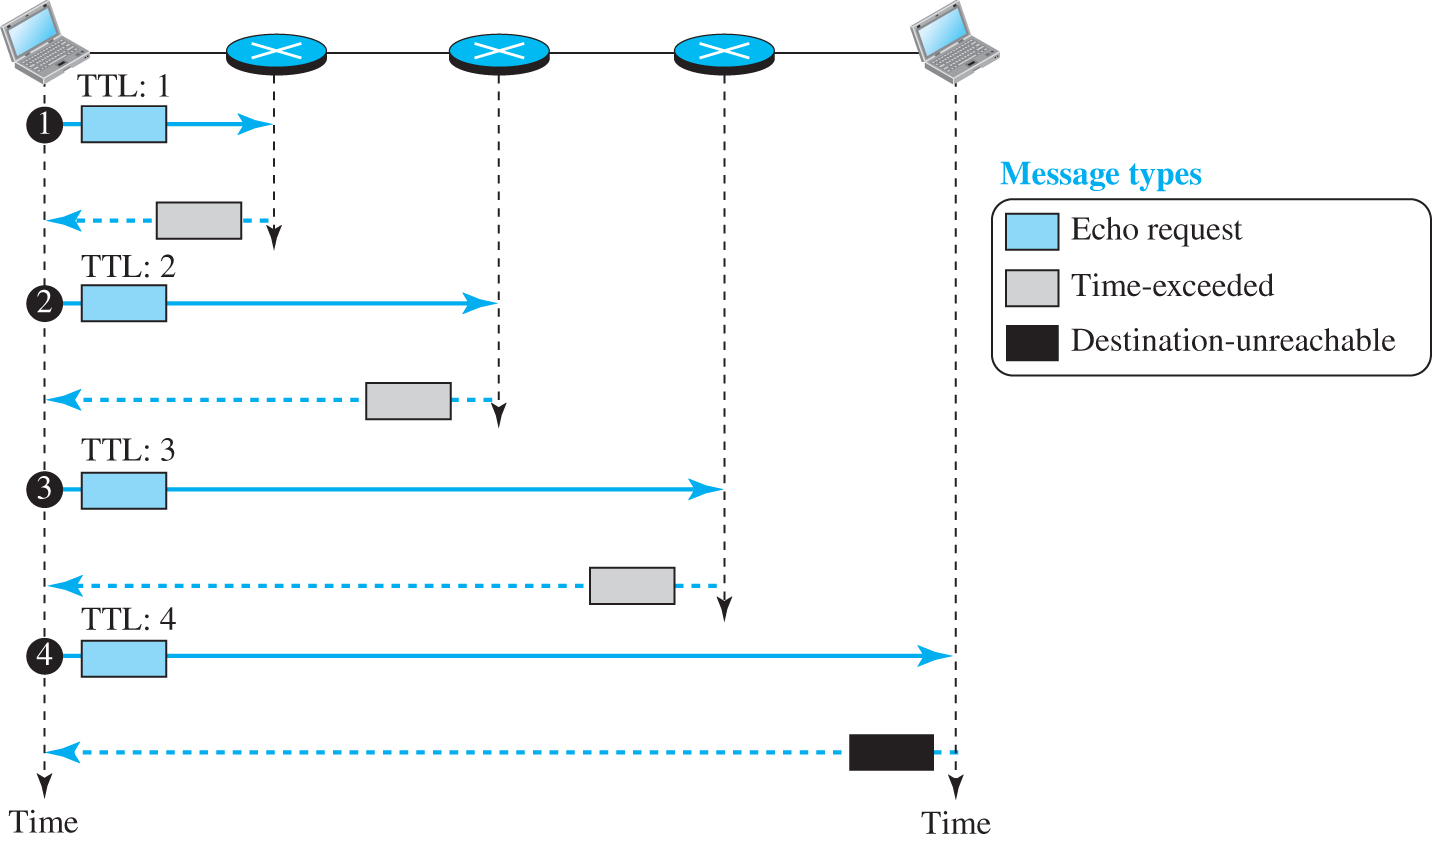 TTL: 1
1
Message types
Echo request
TTL: 2
Time-exceeded
2
Destination-unreachable
TTL: 3
3
TTL: 4
4
Time
Time